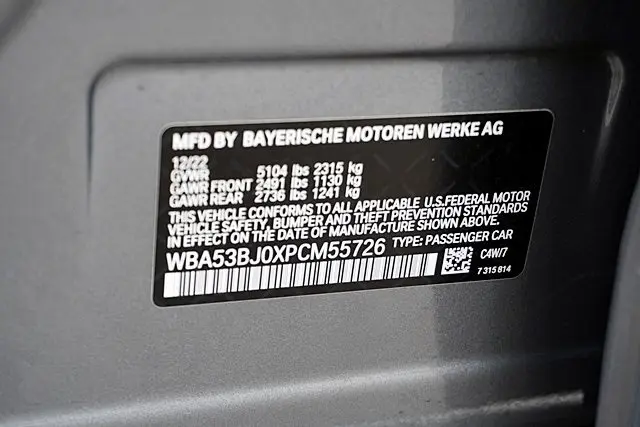 MFD BY BAYERISCHE MOTOREN WERKE AG
12/22
GVWR 5104 lbs 2315 kg
GAWR FRONT 2491 lbs 1130 kg
GAWR REAR 2736 lbs 1241 kg
THIS VEHICLE CONFORMS TO ALL APPLICABLE U.S.FEDERAL MOTOR
VEHICLE SAFETY, BUMPER AND THEFT PREVENTION STANDARDS
IN EFFECT ON THE DATE OF MANUFACTURE SHOWN ABOVE.
WBA53BJ0XPCM55726 TYPE: PASSENGER CAR
C4W/7
7 315 814